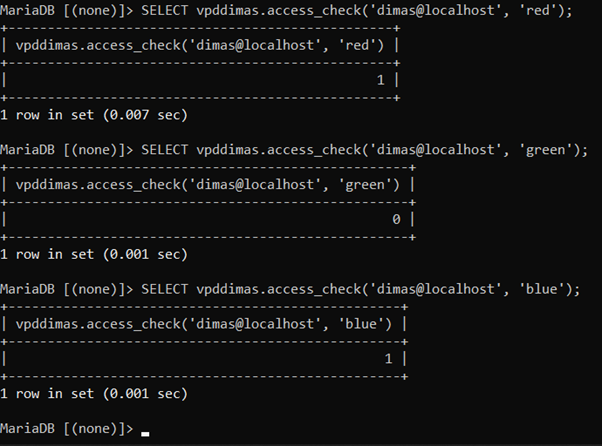 MariaDB [(none)]> SELECT vpddimas.access_check('dimas@localhost', 'red');
+------------------------------------------------+
| vpddimas.access_check('dimas@localhost', 'red') |
+------------------------------------------------+
|                                               1 |
+------------------------------------------------+
1 row in set (0.007 sec)

MariaDB [(none)]> SELECT vpddimas.access_check('dimas@localhost', 'green');
+--------------------------------------------------+
| vpddimas.access_check('dimas@localhost', 'green') |
+--------------------------------------------------+
|                                                 0 |
+--------------------------------------------------+
1 row in set (0.001 sec)

MariaDB [(none)]> SELECT vpddimas.access_check('dimas@localhost', 'blue');
+-------------------------------------------------+
| vpddimas.access_check('dimas@localhost', 'blue') |
+-------------------------------------------------+
|                                                1 |
+-------------------------------------------------+
1 row in set (0.001 sec)

MariaDB [(none)]>